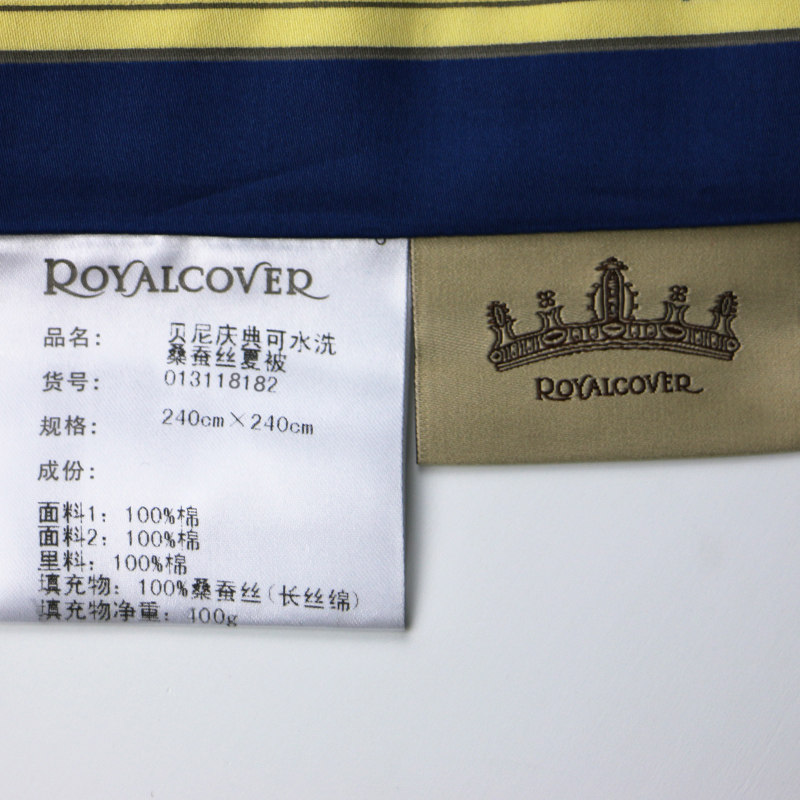 ROYALCOVER
品名： 贝尼庆典可水洗
桑蚕丝夏被
货号： 013118182
规格： 240cm×240cm
成份：
面料1：100%棉
面料2：100%棉
里料：100%棉
填充物：100%桑蚕丝(长丝绵)
填充物净重：400g
ROYALCOVER